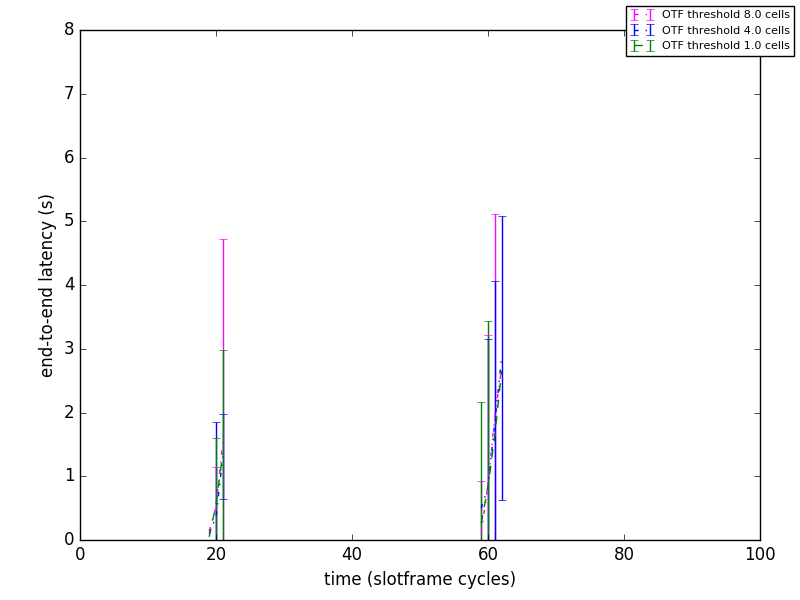 OTF threshold 8.0 cells
OTF threshold 4.0 cells
OTF threshold 1.0 cells
8
7
6
5
4
3
2
1
0
end-to-end latency (s)
0 20 40 60 80 100
time (slotframe cycles)